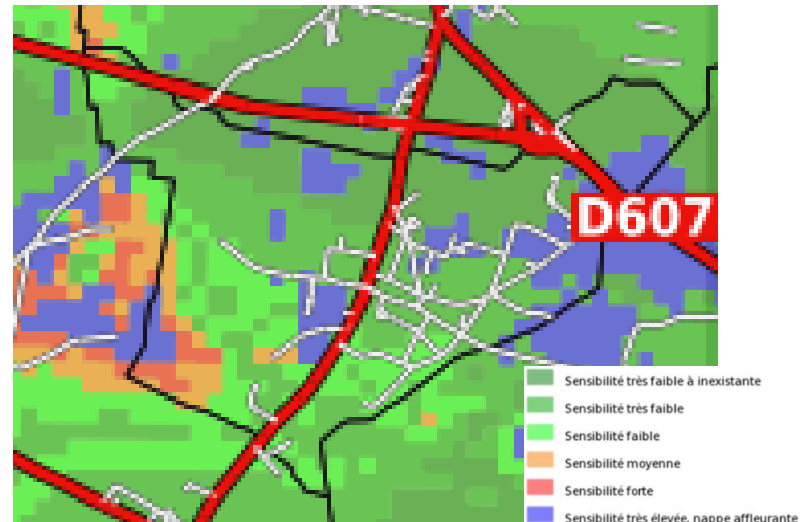 D607
Sensibilité très faible à inexistante
Sensibilité très faible
Sensibilité faible
Sensibilité moyenne
Sensibilité forte
Sensibilité très élevée, nappe affleurante